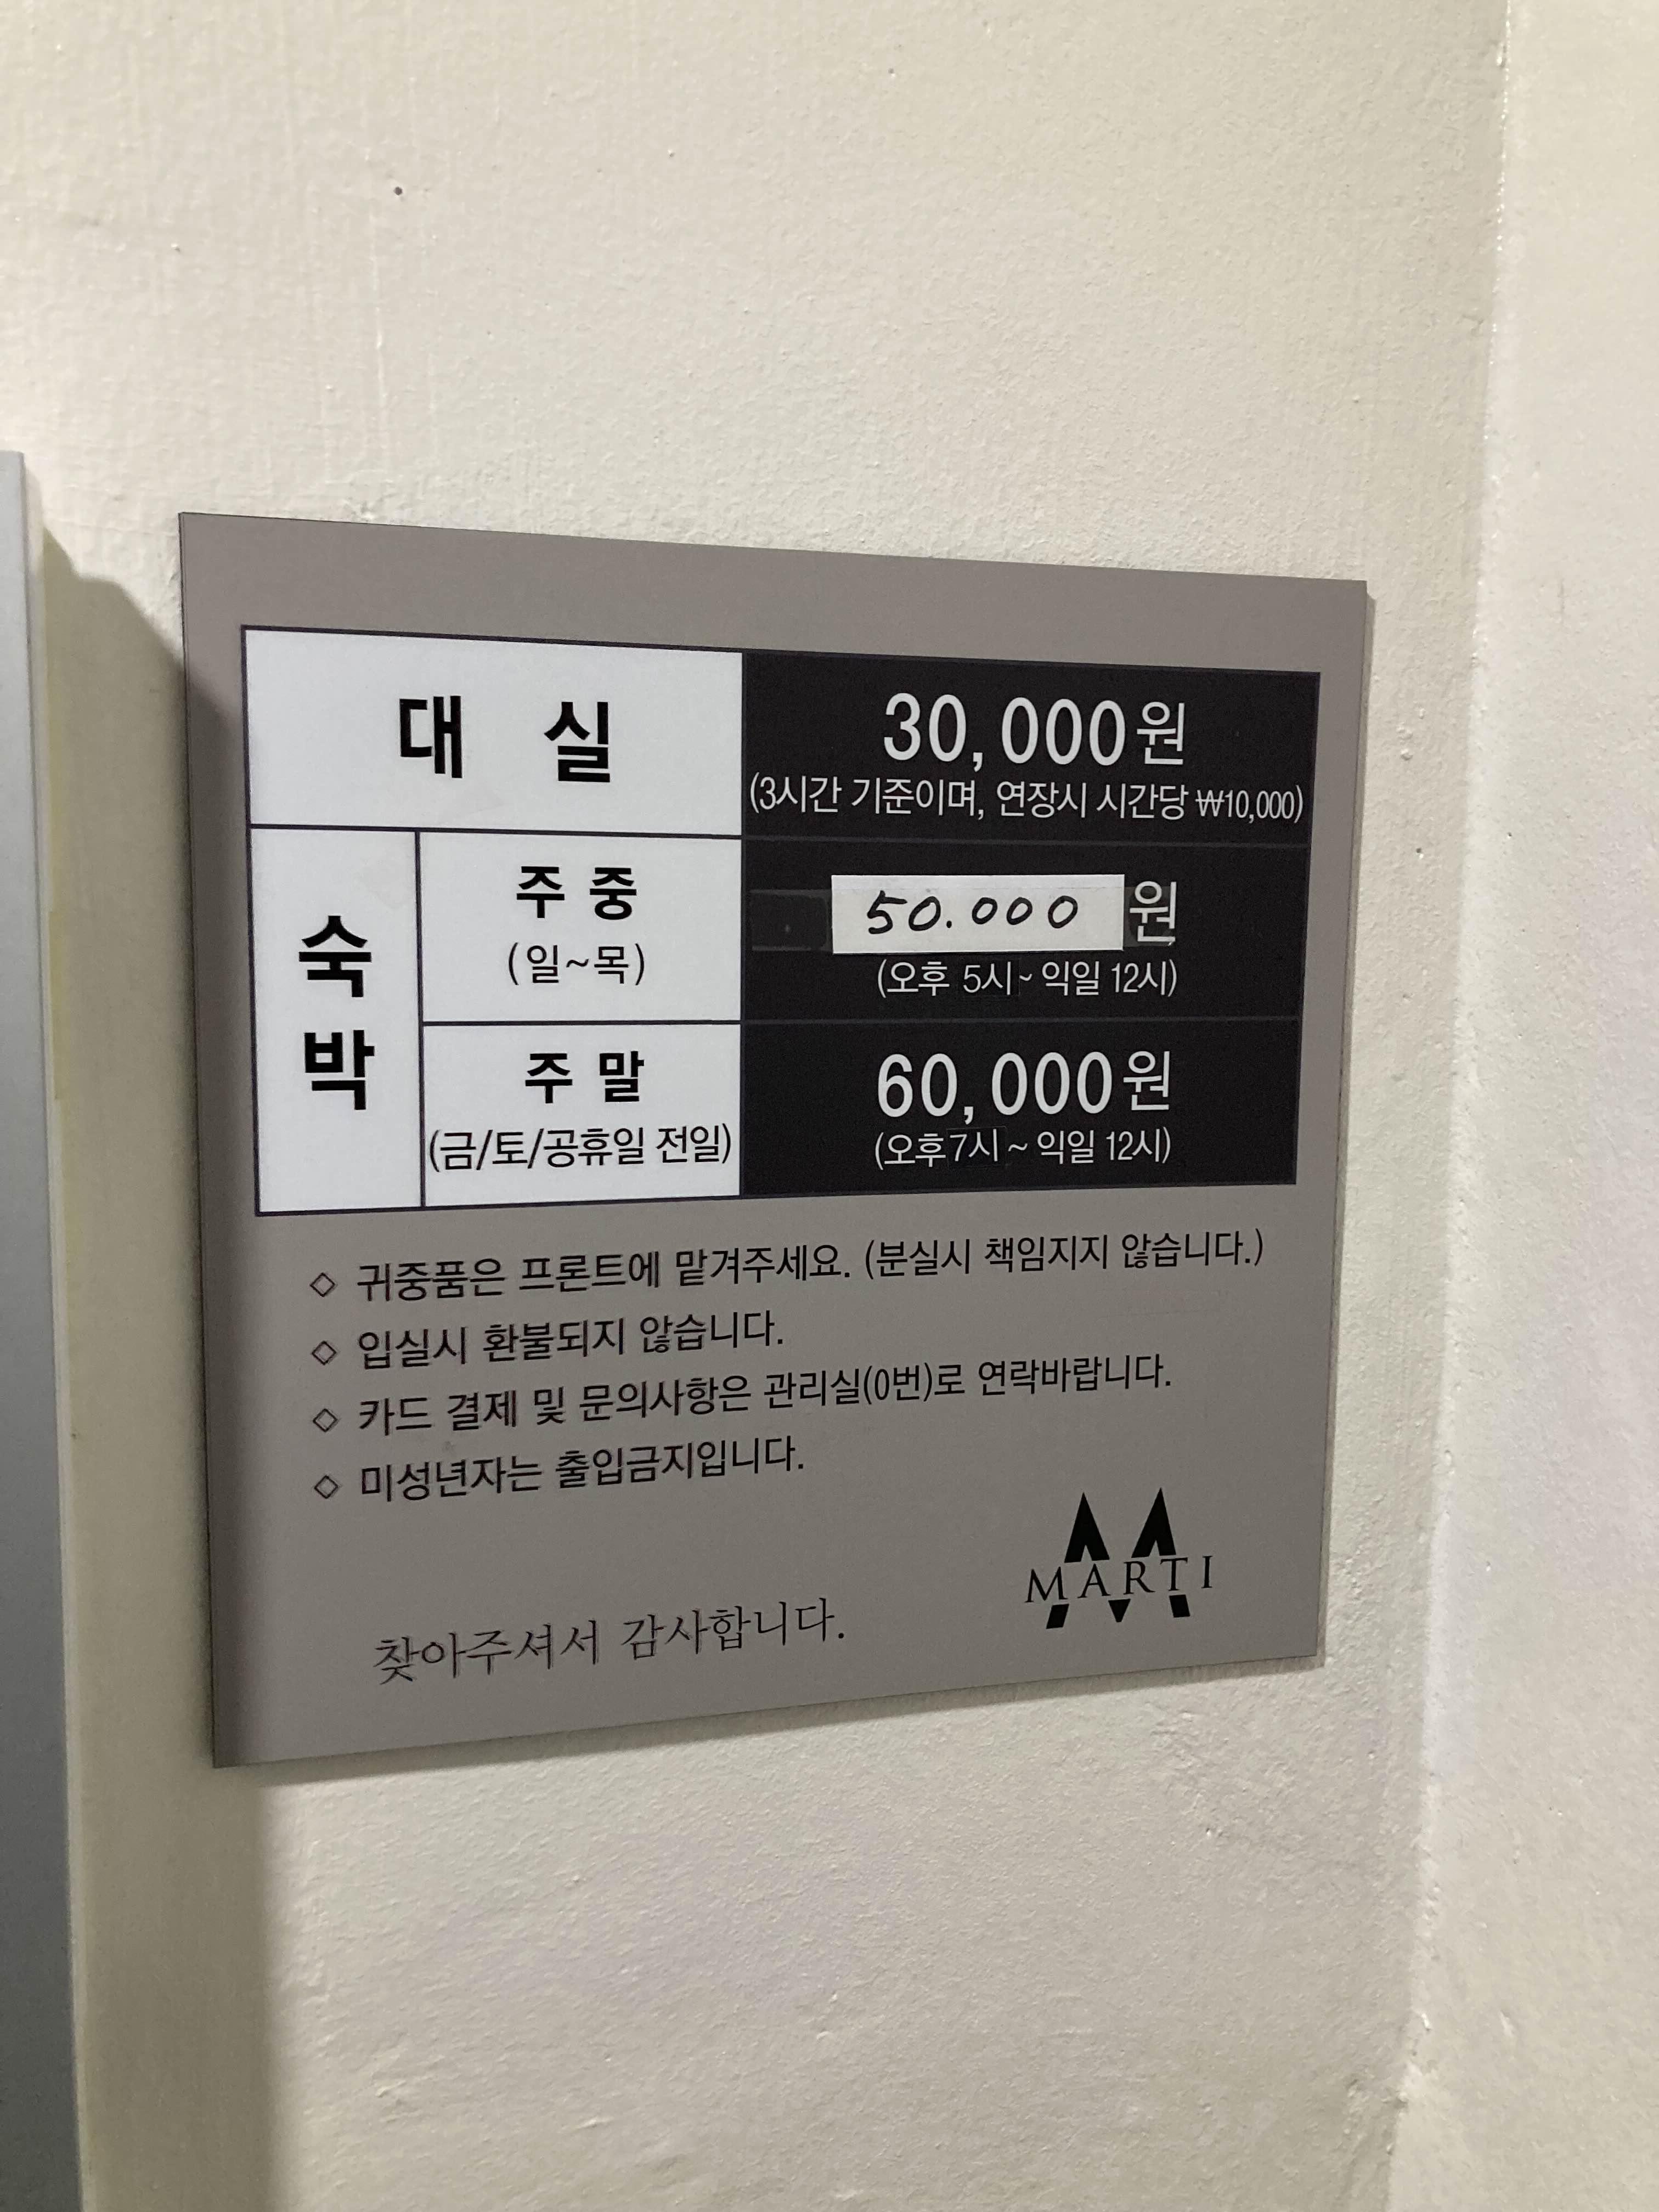 대 실
30,000원
(3시간 기준이며, 연장시 시간당 ₩10,000)
숙박
주중
(일~목)
50.000 원
(오후 5시~ 익일 12시)
주말
(금/토/공휴일 전일)
60,000원
(오후7시~ 익일 12시)
◇ 귀중품은 프론트에 맡겨주세요. (분실시 책임지지 않습니다.)
◇ 입실시 환불되지 않습니다.
◇ 카드 결제 및 문의사항은 관리실(0번)로 연락바랍니다.
◇ 미성년자는 출입금지입니다.
MARTI
찾아주셔서 감사합니다.